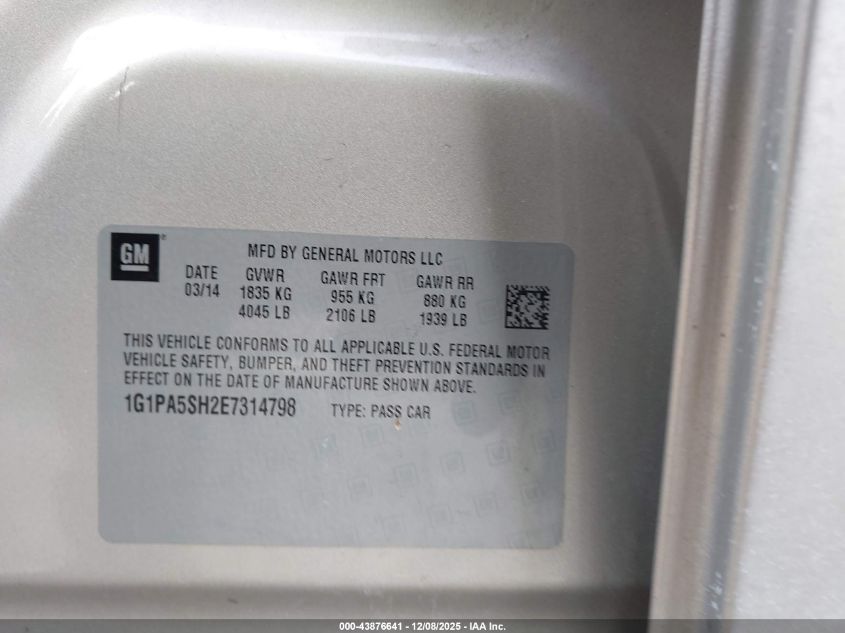 GM®
MFD BY GENERAL MOTORS LLC
DATE GVWR GAWR FRT GAWR RR
03/14 1835 KG 955 KG 880 KG
4045 LB 2106 LB 1939 LB
THIS VEHICLE CONFORMS TO ALL APPLICABLE U.S. FEDERAL MOTOR
VEHICLE SAFETY, BUMPER, AND THEFT PREVENTION STANDARDS IN
EFFECT ON THE DATE OF MANUFACTURE SHOWN ABOVE.
1G1PA5SH2E7314798 TYPE: PASS CAR
000-43876641 - 12/08/2025 - IAA Inc.